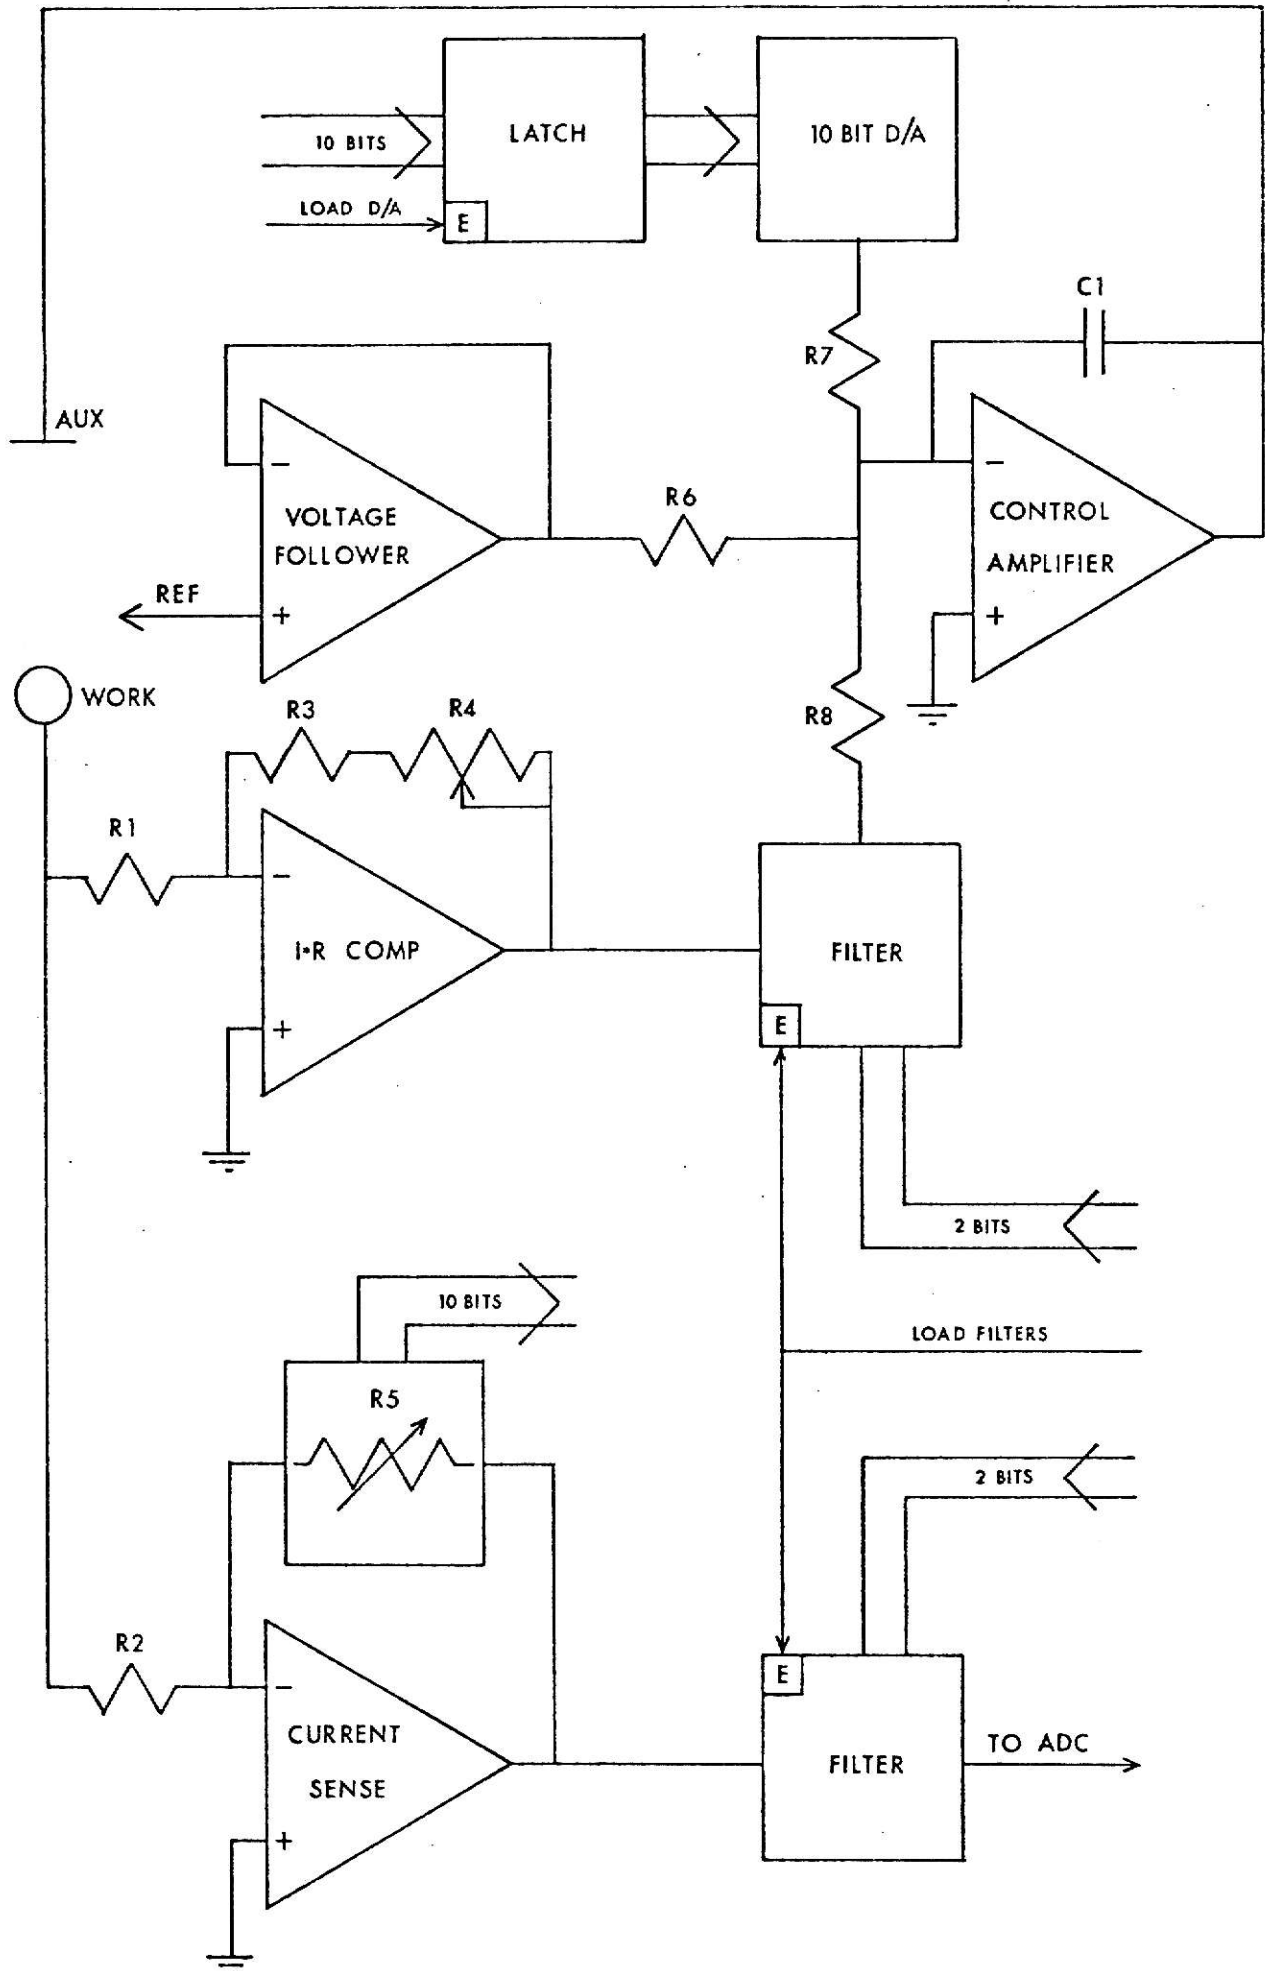 LATCH
10 BIT D/A
10 BITS
LOAD D/A
E
C1
R7
AUX
−
VOLTAGE
FOLLOWER
+
REF
R6
−
CONTROL
AMPLIFIER
+
WORK
R3
R4
R8
R1
−
I•R COMP
+
FILTER
E
2 BITS
10 BITS
LOAD FILTERS
R5
2 BITS
R2
−
CURRENT
SENSE
+
E
FILTER
TO ADC